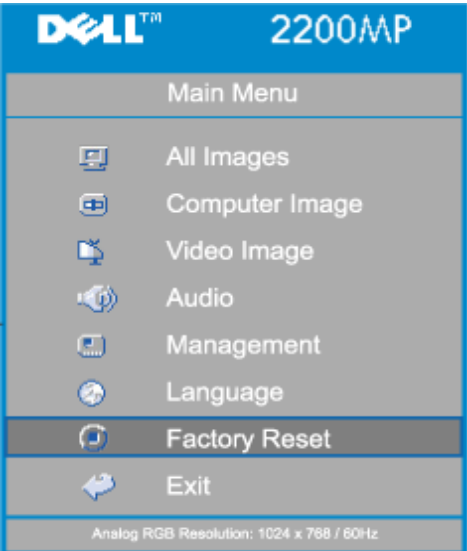 DELL™ 2200MP
Main Menu
All Images
Computer Image
Video Image
Audio
Management
Language
Factory Reset
Exit
Analog RGB Resolution: 1024 x 768 / 60Hz